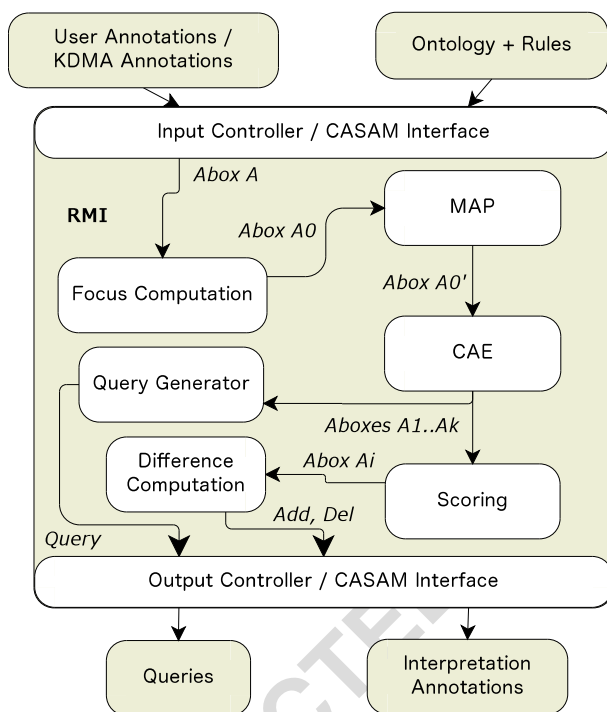 User Annotations /
KDMA Annotations
Ontology + Rules
Input Controller / CASAM Interface
Abox A
RMI
MAP
Abox A0
Focus Computation
Abox A0'
CAE
Query Generator
Aboxes A1..Ak
Difference
Computation
Abox Ai
Scoring
Add, Del
Query
Output Controller / CASAM Interface
Queries
Interpretation
Annotations